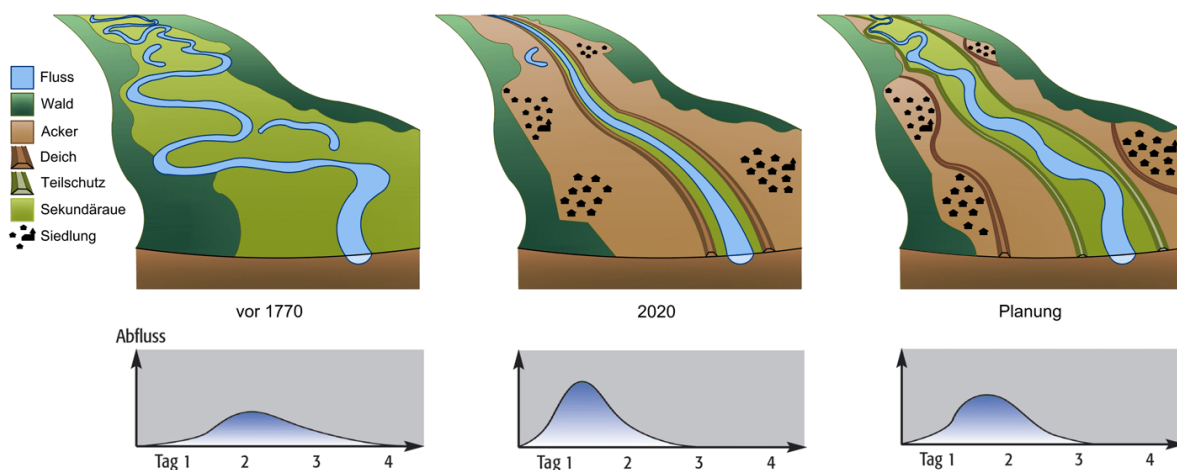 Fluss
Wald
Acker
Deich
Teilschutz
Sekundäraue
Siedlung
vor 1770
2020
Planung
Abfluss
Tag 1 2 3 4
Tag 1 2 3 4
Tag 1 2 3 4